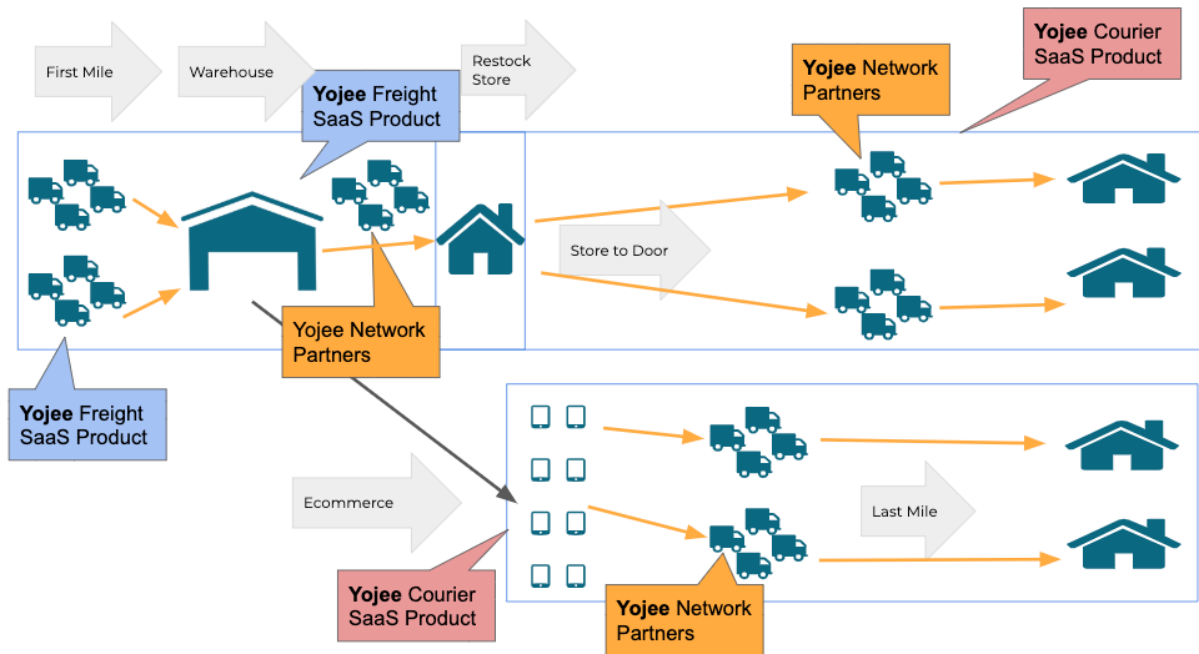 First Mile
Warehouse
Restock
Store
Yojee Freight
SaaS Product
Yojee Network
Partners
Yojee Courier
SaaS Product
Store to Door
Yojee Network
Partners
Yojee Freight
SaaS Product
Ecommerce
Last Mile
Yojee Courier
SaaS Product
Yojee Network
Partners